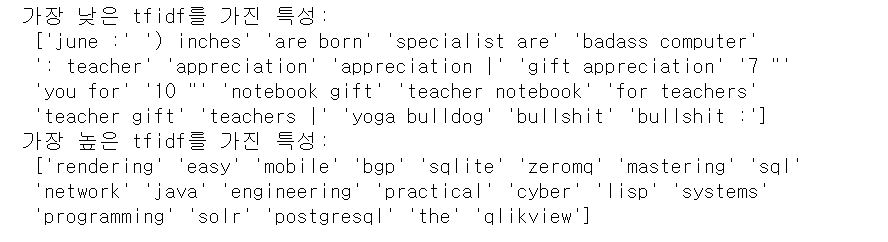 가장 낮은 tfidf를 가진 특성:
['june :' ') inches' 'are born' 'specialist are' 'badass computer'
': teacher' 'appreciation' 'appreciation |' 'gift appreciation' '7 "'
'you for' '10 "' 'notebook gift' 'teacher notebook' 'for teachers'
'teacher gift' 'teachers |' 'yoga bulldog' 'bullshit' 'bullshit :']
가장 높은 tfidf를 가진 특성:
['rendering' 'easy' 'mobile' 'bgp' 'sqlite' 'zeromq' 'mastering' 'sql'
'network' 'java' 'engineering' 'practical' 'cyber' 'lisp' 'systems'
'programming' 'solr' 'postgresql' 'the' 'qlikview']